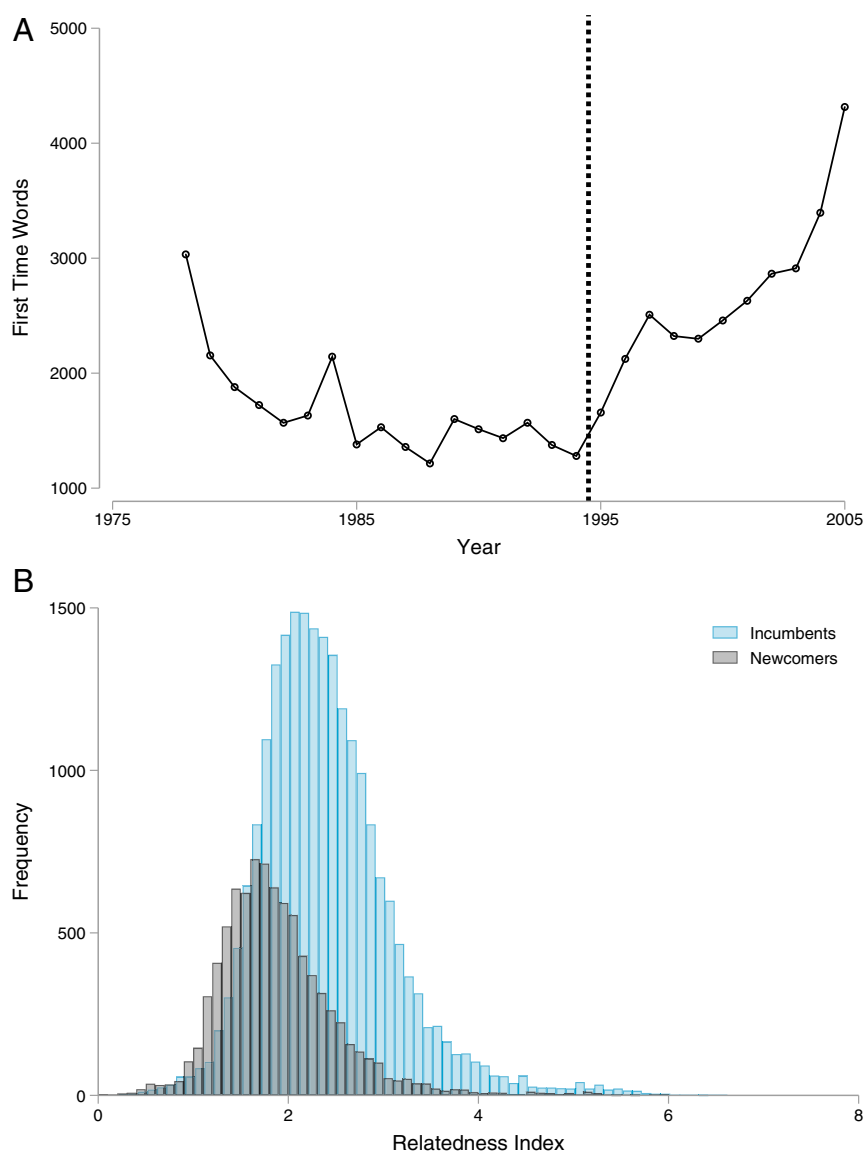 A
5000
4000
3000
2000
1000
First Time Words
1975 1985 1995 2005
Year
B
1500
1000
500
0
Frequency
Incumbents
Newcomers
0 2 4 6 8
Relatedness Index